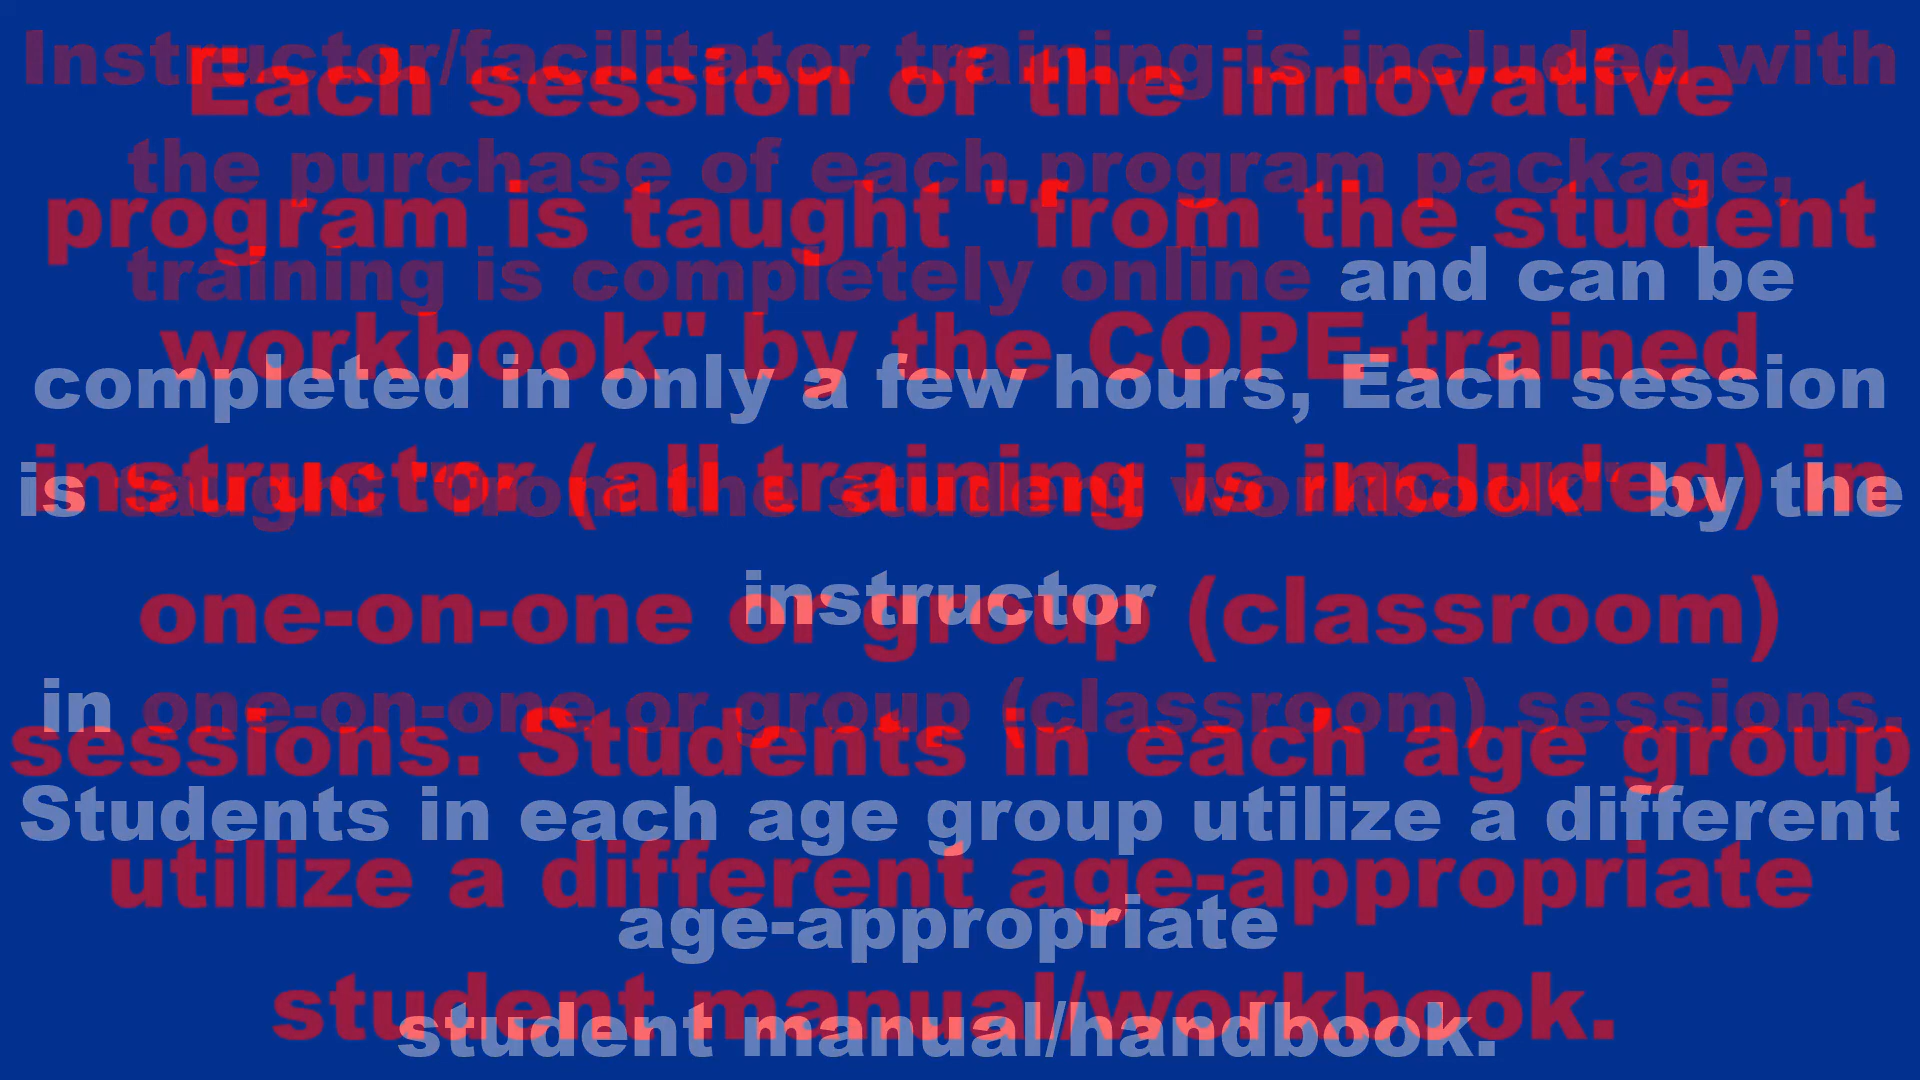 Each session of the innovative
program is taught "from the student
workbook" by the COPE-trained
instructor (all training is included) in
one-on-one or group (classroom)
sessions. Students in each age group
utilize a different age-appropriate
student manual/workbook.
Instructor/facilitator training is included with
the purchase of each program package,
training is completely online and can be
completed in only a few hours, Each session
is taught "from the student workbook" by the
instructor
in one-on-one or group (classroom) sessions.
Students in each age group utilize a different
age-appropriate
student manual/handbook.